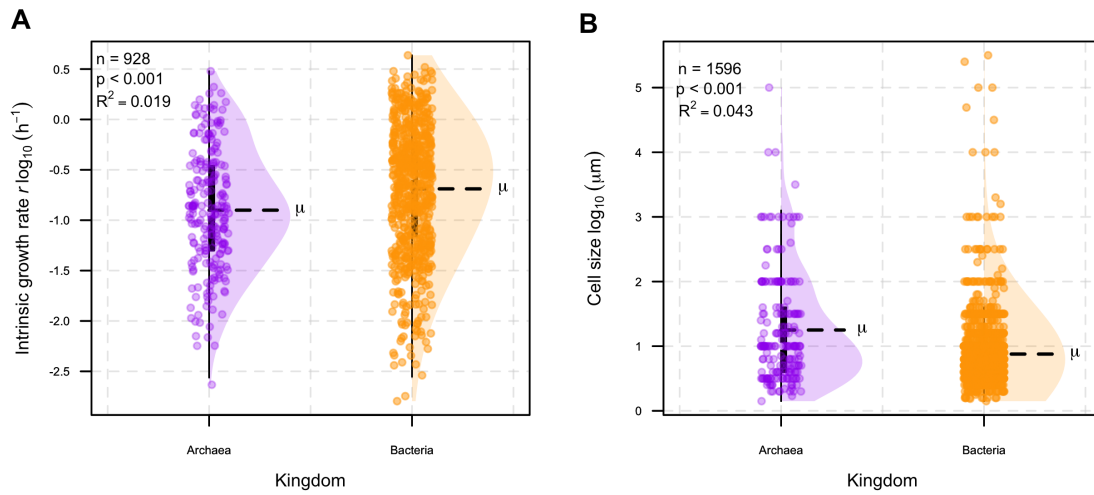 A
n = 928
p < 0.001
R² = 0.019
Intrinsic growth rate r log₁₀ (h⁻¹)
0.5
0.0
-0.5
-1.0
-1.5
-2.0
-2.5
μ
μ
Archaea
Bacteria
Kingdom
B
n = 1596
p < 0.001
R² = 0.043
Cell size log₁₀ (μm)
5
4
3
2
1
0
μ
μ
Archaea
Bacteria
Kingdom